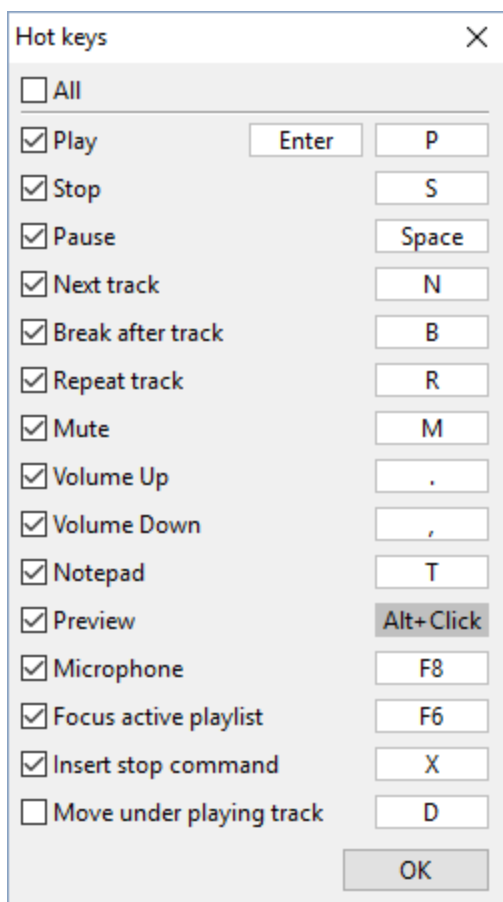 Hot keys
All
Play Enter P
Stop S
Pause Space
Next track N
Break after track B
Repeat track R
Mute M
Volume Up .
Volume Down ,
Notepad T
Preview Alt+Click
Microphone F8
Focus active playlist F6
Insert stop command X
Move under playing track D
OK